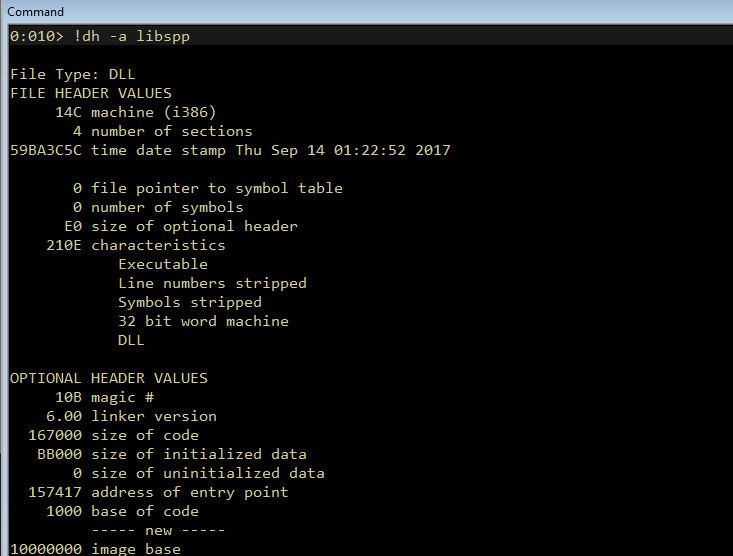 Command
0:010> !dh -a libspp
File Type: DLL
FILE HEADER VALUES
14C machine (i386)
4 number of sections
59BA3C5C time date stamp Thu Sep 14 01:22:52 2017
0 file pointer to symbol table
0 number of symbols
E0 size of optional header
210E characteristics
Executable
Line numbers stripped
Symbols stripped
32 bit word machine
DLL
OPTIONAL HEADER VALUES
10B magic #
6.00 linker version
167000 size of code
BB000 size of initialized data
0 size of uninitialized data
157417 address of entry point
1000 base of code
----- new -----
10000000 image base